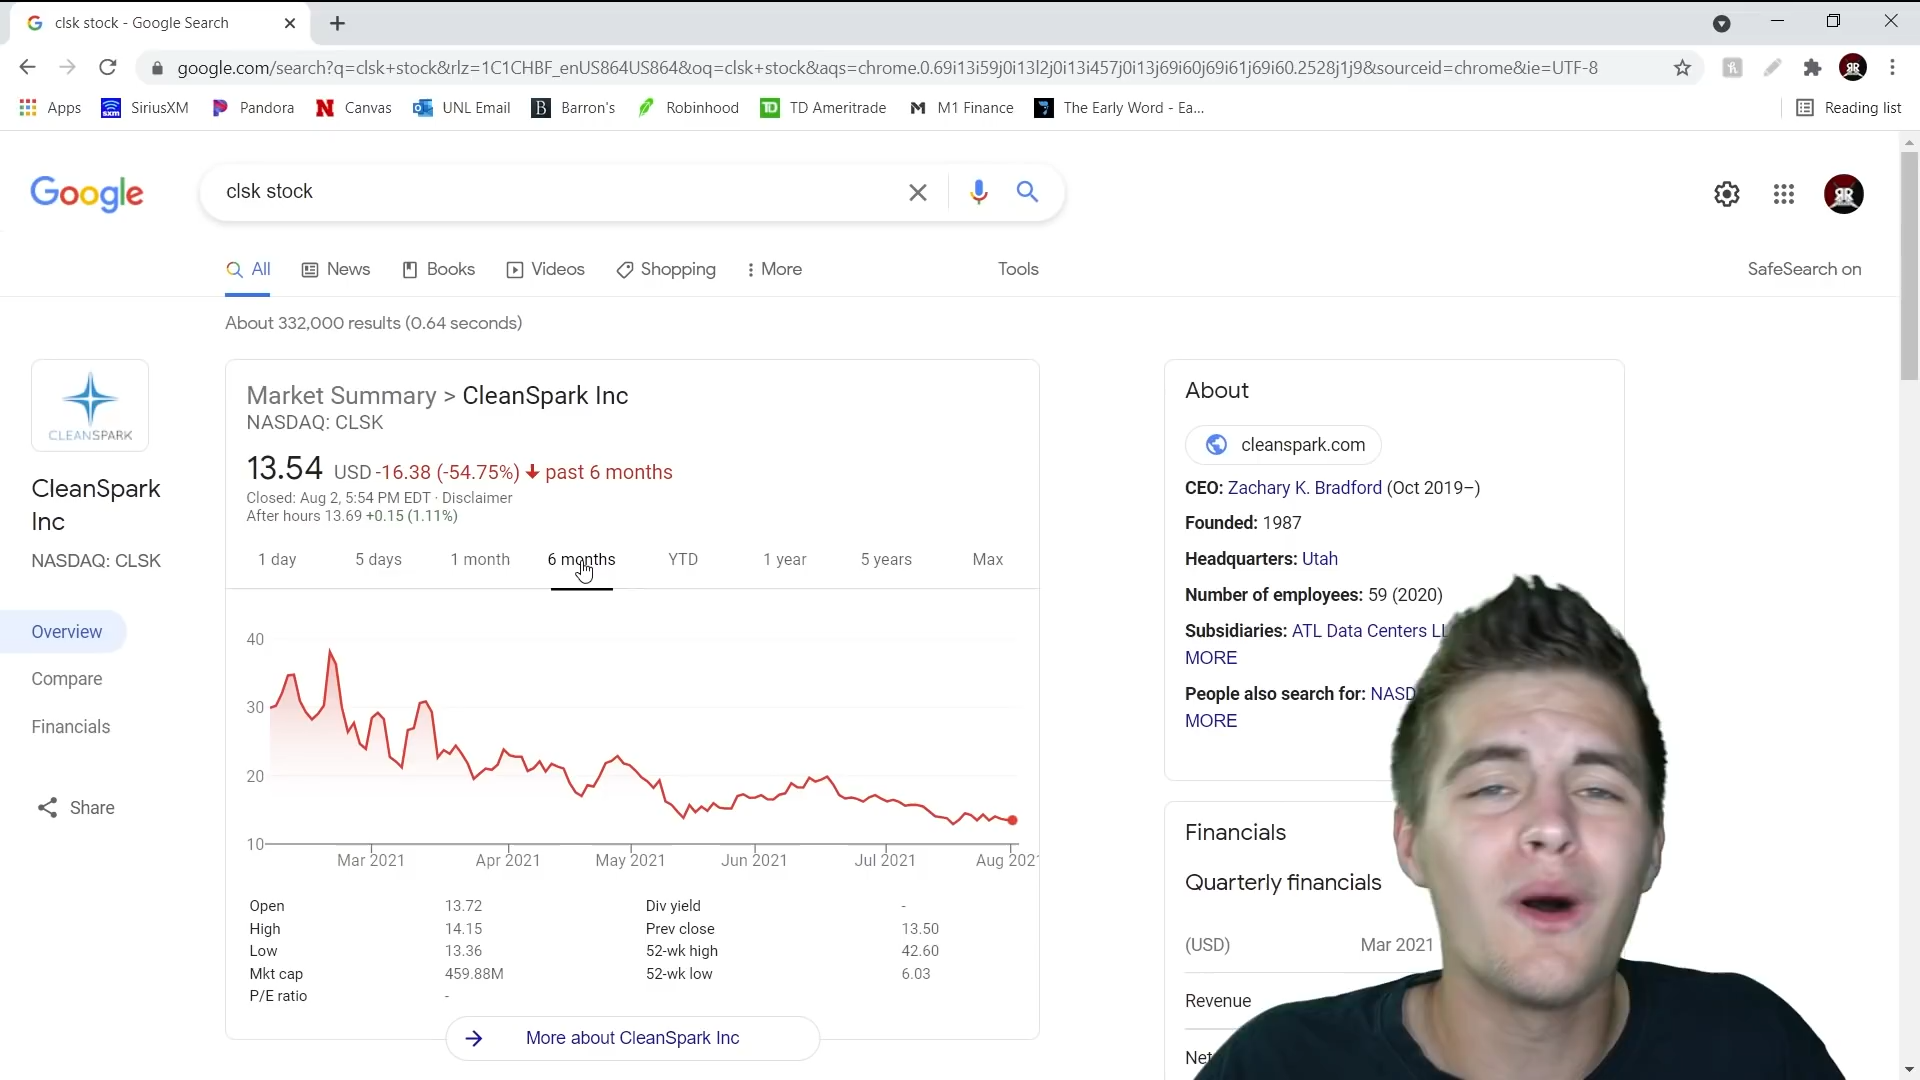 clsk stock - Google Search
google.com/search?q=clsk+stock&rlz=1C1CHBF_enUS864US864&oq=clsk+stock&aqs=chrome.0.69i13i59j0i13l2j0i13i457j0i13j69i60j69i61j69i60.2528j1j9&sourceid=chrome&ie=UTF-8
Apps SiriusXM Pandora Canvas UNL Email Barron's Robinhood TD Ameritrade M1 Finance The Early Word - Ea... Reading list
Google
clsk stock
All News Books Videos Shopping More Tools SafeSearch on
About 332,000 results (0.64 seconds)
CLEANSPARK
CleanSpark
Inc
NASDAQ: CLSK
Overview
Compare
Financials
Share
Market Summary > CleanSpark Inc
NASDAQ: CLSK
13.54 USD -16.38 (-54.75%) past 6 months
Closed: Aug 2, 5:54 PM EDT · Disclaimer
After hours 13.69 +0.15 (1.11%)
1 day 5 days 1 month 6 months YTD 1 year 5 years Max
40
30
20
10
Mar 2021 Apr 2021 May 2021 Jun 2021 Jul 2021 Aug 202
Open 13.72 Div yield -
High 14.15 Prev close 13.50
Low 13.36 52-wk high 42.60
Mkt cap 459.88M 52-wk low 6.03
P/E ratio -
More about CleanSpark Inc
About
cleanspark.com
CEO: Zachary K. Bradford (Oct 2019–)
Founded: 1987
Headquarters: Utah
Number of employees: 59 (2020)
Subsidiaries: ATL Data Centers
MORE
People also search for: NASD
MORE
Financials
Quarterly financials
(USD) Mar 2021
Revenue
Net